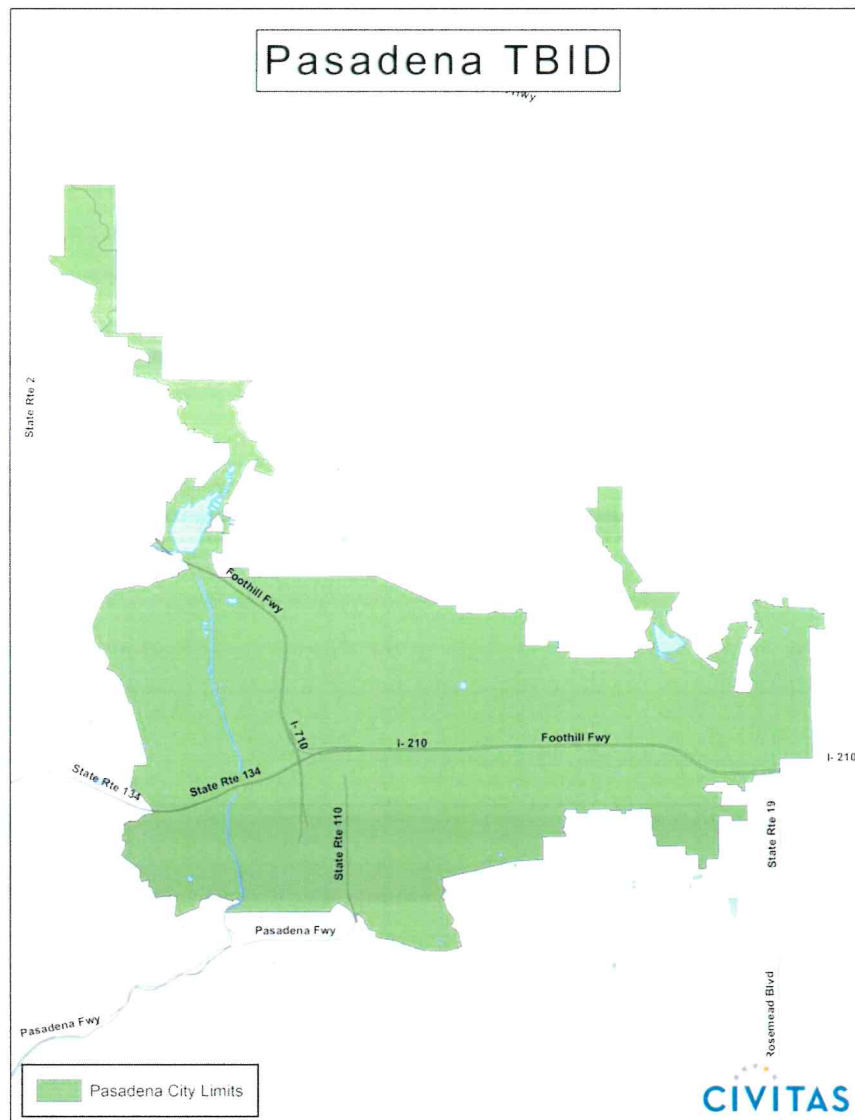 Pasadena TBID
Hwy
State Rte 2
Foothill Fwy
I- 710
I- 210
Foothill Fwy
I- 210
State Rte 134
State Rte 134
State Rte 110
State Rte 19
Pasadena Fwy
Pasadena Fwy
Rosemead Blvd
Pasadena City Limits
CIVITAS